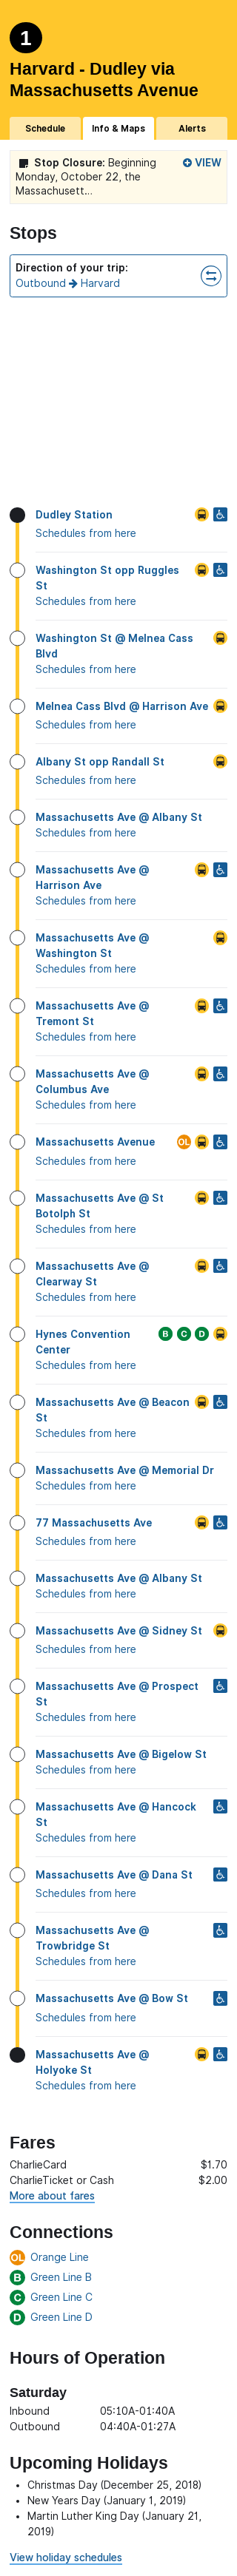 1
Harvard - Dudley via
Massachusetts Avenue
Schedule
Info & Maps
Alerts
Stop Closure: Beginning
VIEW
Monday, October 22, the
Massachusett...
Stops
Direction of your trip:
Outbound → Harvard
Dudley Station
Schedules from here
Washington St opp Ruggles
St
Schedules from here
Washington St @ Melnea Cass
Blvd
Schedules from here
Melnea Cass Blvd @ Harrison Ave
Schedules from here
Albany St opp Randall St
Schedules from here
Massachusetts Ave @ Albany St
Schedules from here
Massachusetts Ave @
Harrison Ave
Schedules from here
Massachusetts Ave @
Washington St
Schedules from here
Massachusetts Ave @
Tremont St
Schedules from here
Massachusetts Ave @
Columbus Ave
Schedules from here
Massachusetts Avenue OL
Schedules from here
Massachusetts Ave @ St
Botolph St
Schedules from here
Massachusetts Ave @
Clearway St
Schedules from here
Hynes Convention B C D
Center
Schedules from here
Massachusetts Ave @ Beacon
St
Schedules from here
Massachusetts Ave @ Memorial Dr
Schedules from here
77 Massachusetts Ave
Schedules from here
Massachusetts Ave @ Albany St
Schedules from here
Massachusetts Ave @ Sidney St
Schedules from here
Massachusetts Ave @ Prospect
St
Schedules from here
Massachusetts Ave @ Bigelow St
Schedules from here
Massachusetts Ave @ Hancock
St
Schedules from here
Massachusetts Ave @ Dana St
Schedules from here
Massachusetts Ave @
Trowbridge St
Schedules from here
Massachusetts Ave @ Bow St
Schedules from here
Massachusetts Ave @
Holyoke St
Schedules from here
Fares
CharlieCard $1.70
CharlieTicket or Cash $2.00
More about fares
Connections
OL Orange Line
B Green Line B
C Green Line C
D Green Line D
Hours of Operation
Saturday
Inbound 05:10A-01:40A
Outbound 04:40A-01:27A
Upcoming Holidays
• Christmas Day (December 25, 2018)
• New Years Day (January 1, 2019)
• Martin Luther King Day (January 21,
2019)
View holiday schedules